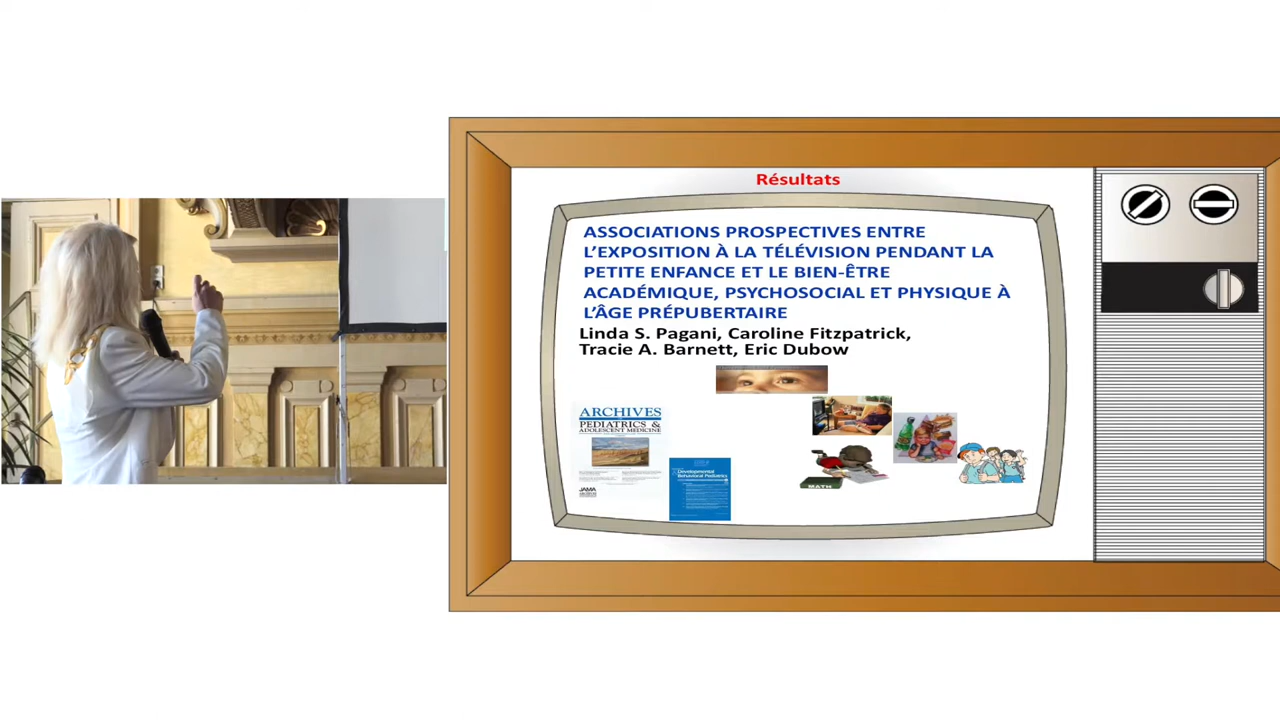 Résultats
ASSOCIATIONS PROSPECTIVES ENTRE
L'EXPOSITION À LA TÉLÉVISION PENDANT LA
PETITE ENFANCE ET LE BIEN-ÊTRE
ACADÉMIQUE, PSYCHOSOCIAL ET PHYSIQUE À
L'ÂGE PRÉPUBERTAIRE
Linda S. Pagani, Caroline Fitzpatrick,
Tracie A. Barnett, Eric Dubow
ARCHIVES
PEDIATRICS &
ADOLESCENT MEDICINE
JAMA
Developmental
Behavioral Pediatrics
MATH